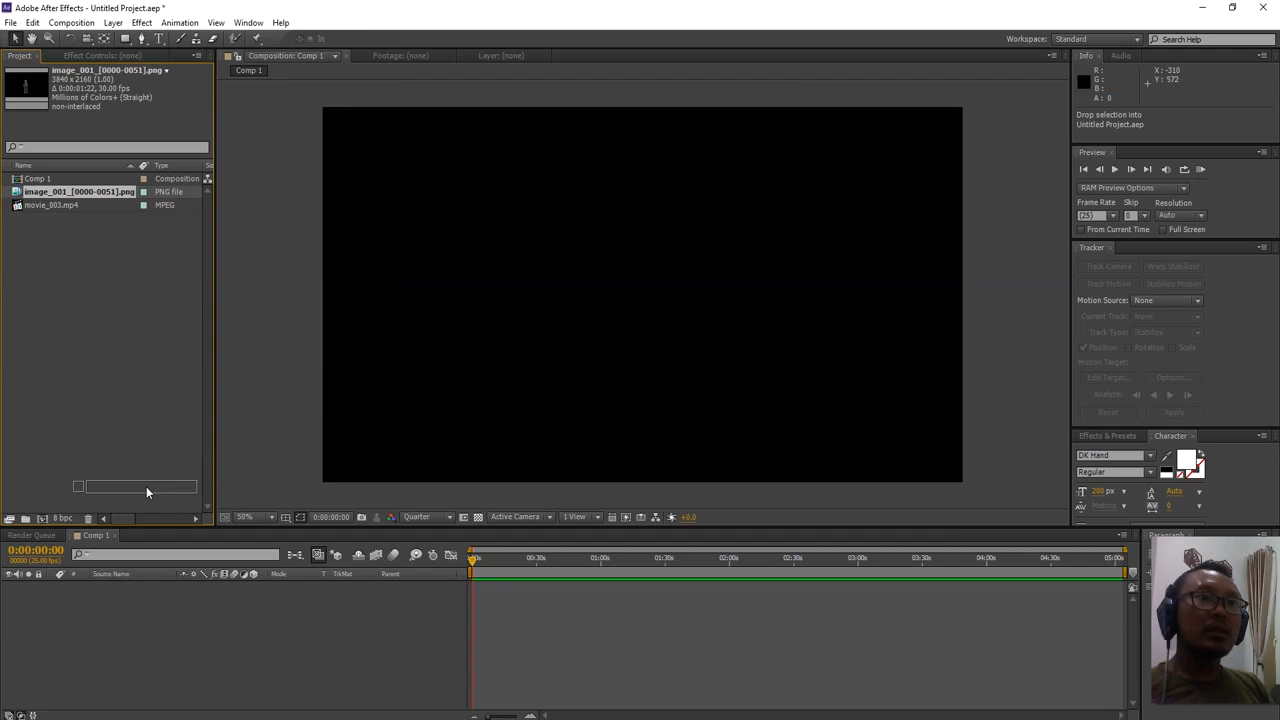 Adobe After Effects - Untitled Project.aep *
File Edit Composition Layer Effect Animation View Window Help
Workspace: Standard Search Help
Project Effect Controls: (none) Composition: Comp 1 Footage: (none) Layer: (none) Info Audio
image_001_[0000-0051].png
3840 x 2160 (1.00)
Δ 0:00:01:22, 30.00 fps
Millions of Colors+ (Straight)
non-interlaced
Comp 1
R :
G :
B :
A : 0
X : -310
Y : 572
Drop selection into
Untitled Project.aep
Name Type Si
Comp 1 Composition
image_001_[0000-0051].png PNG file
movie_003.mp4 MPEG
Preview
RAM Preview Options
Frame Rate Skip Resolution
(25) 0 Auto
From Current Time Full Screen
Tracker
Track Camera Warp Stabilizer
Track Motion Stabilize Motion
Motion Source: None
Current Track: None
Track Type: Stabilize
Position Rotation Scale
Motion Target:
Edit Target... Options...
Analyze:
Reset Apply
Effects & Presets Character
DK Hand
Regular
200 px Auto
Metrics 0
8 bpc 50% 0:00:00:00 Quarter Active Camera 1 View +0.0
Render Queue Comp 1
Paragraph
0:00:00:00
00000 (25.00 fps)
00s 00:30s 01:00s 01:30s 02:00s 02:30s 03:00s 03:30s 04:00s 04:30s 05:00s
# Source Name Mode T TrkMat Parent